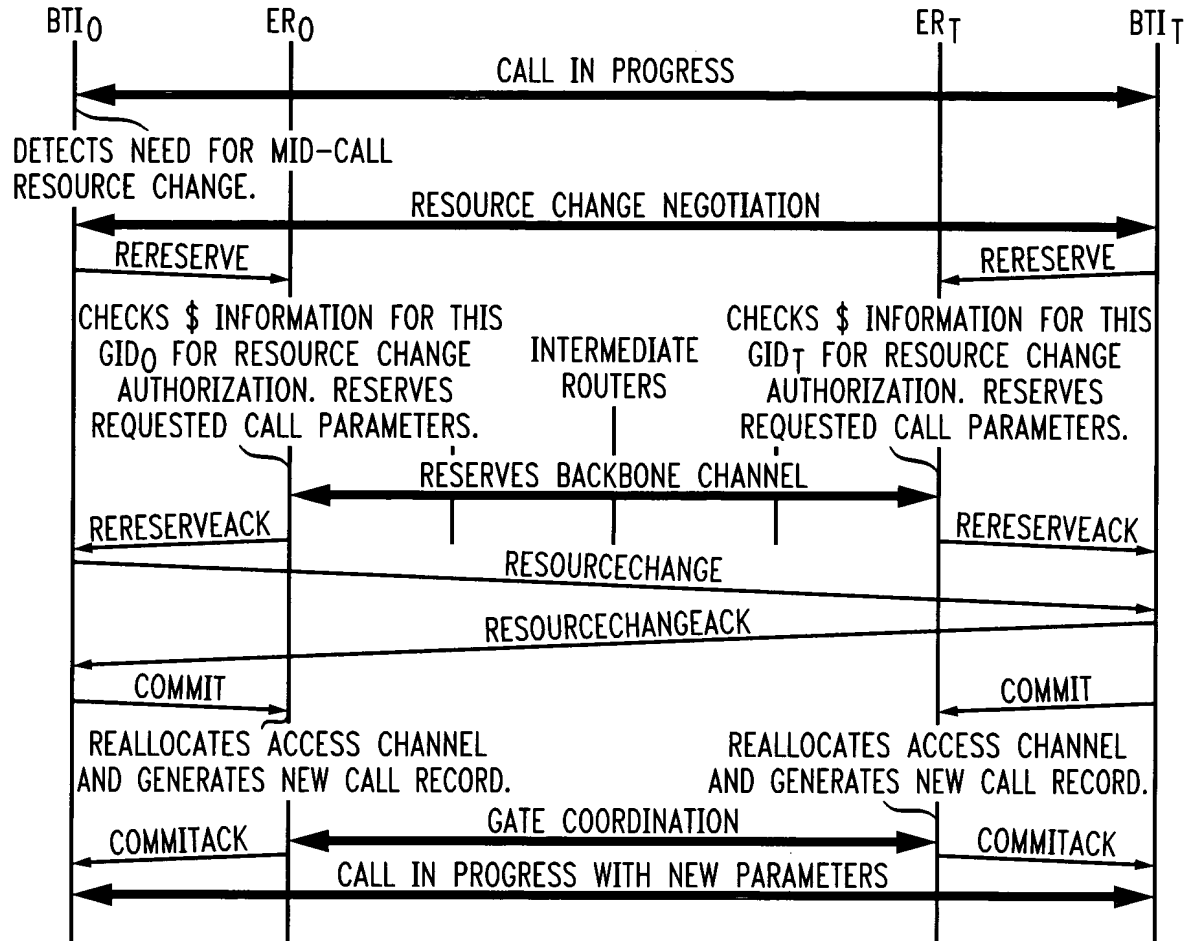 BTIO ERO ERT BTIT
CALL IN PROGRESS
DETECTS NEED FOR MID-CALL
RESOURCE CHANGE.
RESOURCE CHANGE NEGOTIATION
RERESERVE RERESERVE
CHECKS $ INFORMATION FOR THIS
GIDO FOR RESOURCE CHANGE
AUTHORIZATION. RESERVES
REQUESTED CALL PARAMETERS.
INTERMEDIATE
ROUTERS
CHECKS $ INFORMATION FOR THIS
GIDT FOR RESOURCE CHANGE
AUTHORIZATION. RESERVES
REQUESTED CALL PARAMETERS.
RESERVES BACKBONE CHANNEL
RERESERVEACK RERESERVEACK
RESOURCECHANGE
RESOURCECHANGEACK
COMMIT COMMIT
REALLOCATES ACCESS CHANNEL
AND GENERATES NEW CALL RECORD.
REALLOCATES ACCESS CHANNEL
AND GENERATES NEW CALL RECORD.
GATE COORDINATION
COMMITACK COMMITACK
CALL IN PROGRESS WITH NEW PARAMETERS